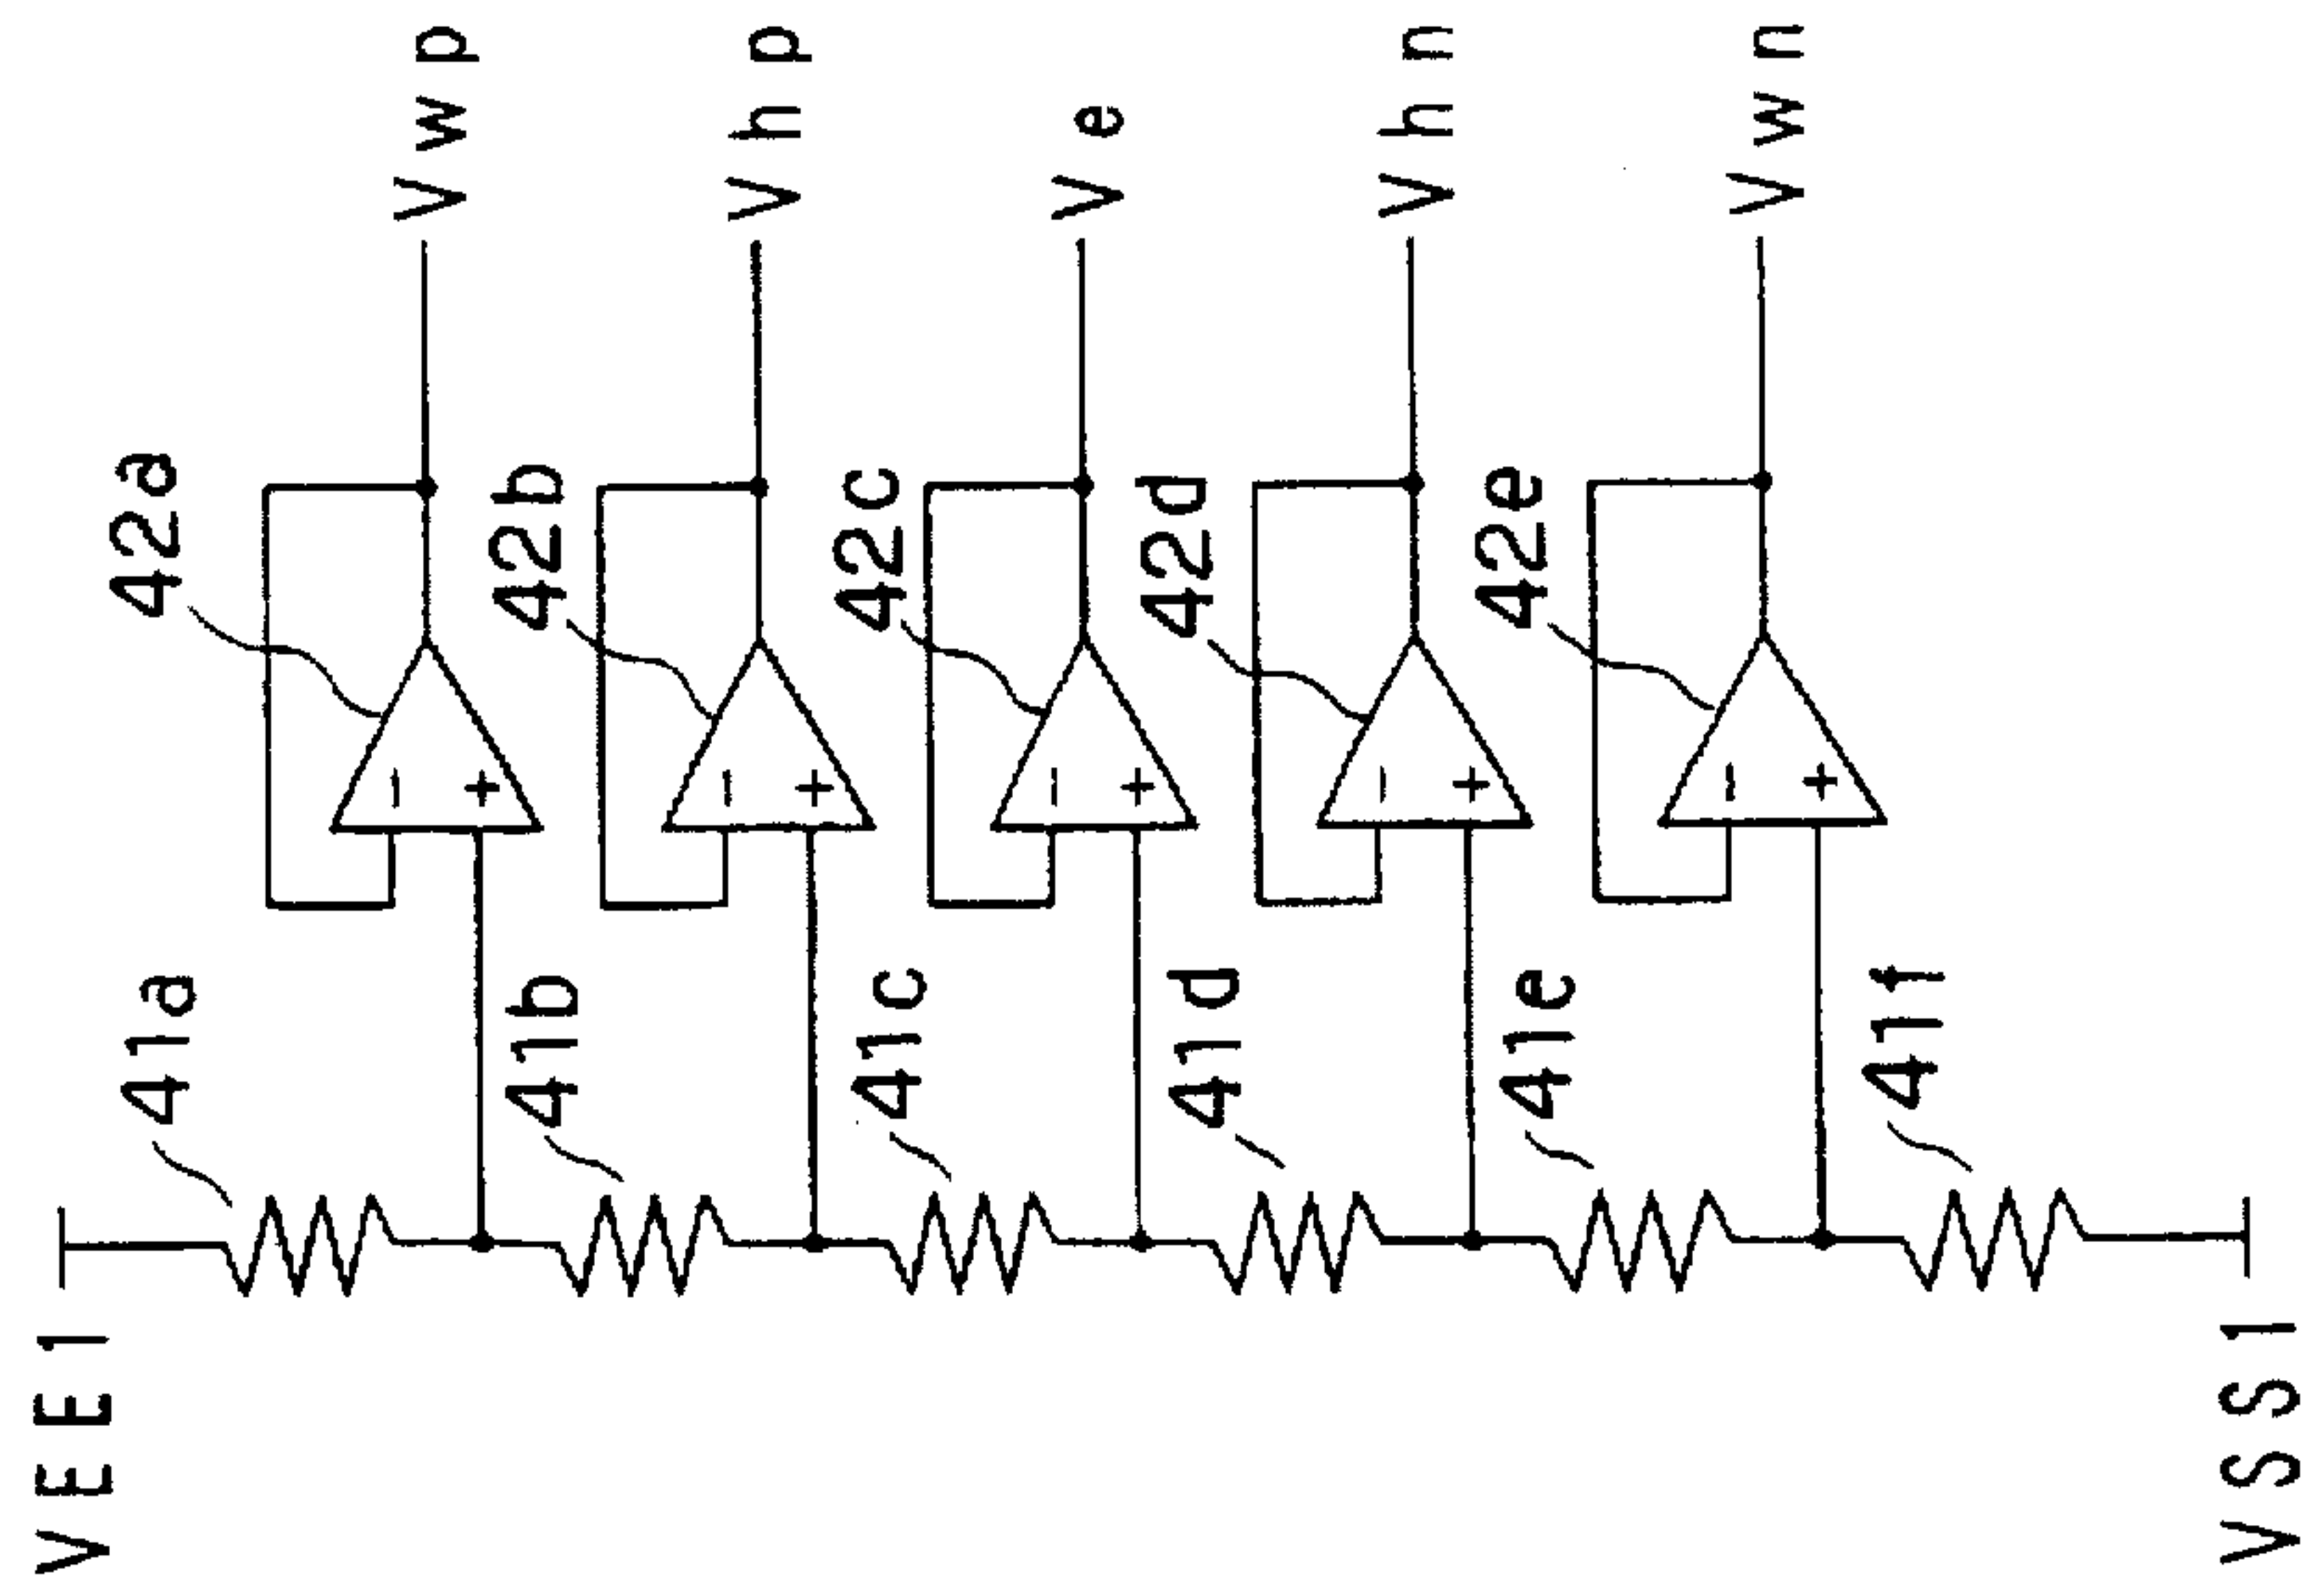 VEE1
41a
42a
Vwp
41b
42b
Vhp
41c
42c
Ve
41d
42d
Vhn
41e
42e
Vwn
41f
VSS1
− +
− +
− +
− +
− +